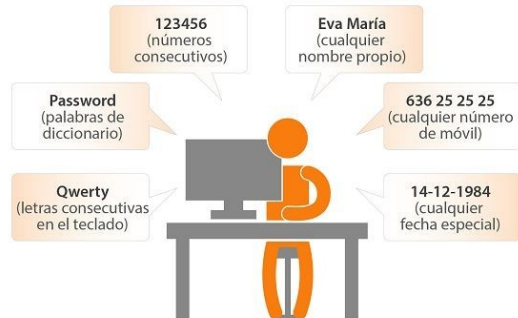 123456
(números
consecutivos)
Eva María
(cualquier
nombre propio)
Password
(palabras de
diccionario)
636 25 25 25
(cualquier número
de móvil)
Qwerty
(letras consecutivas
en el teclado)
14-12-1984
(cualquier
fecha especial)